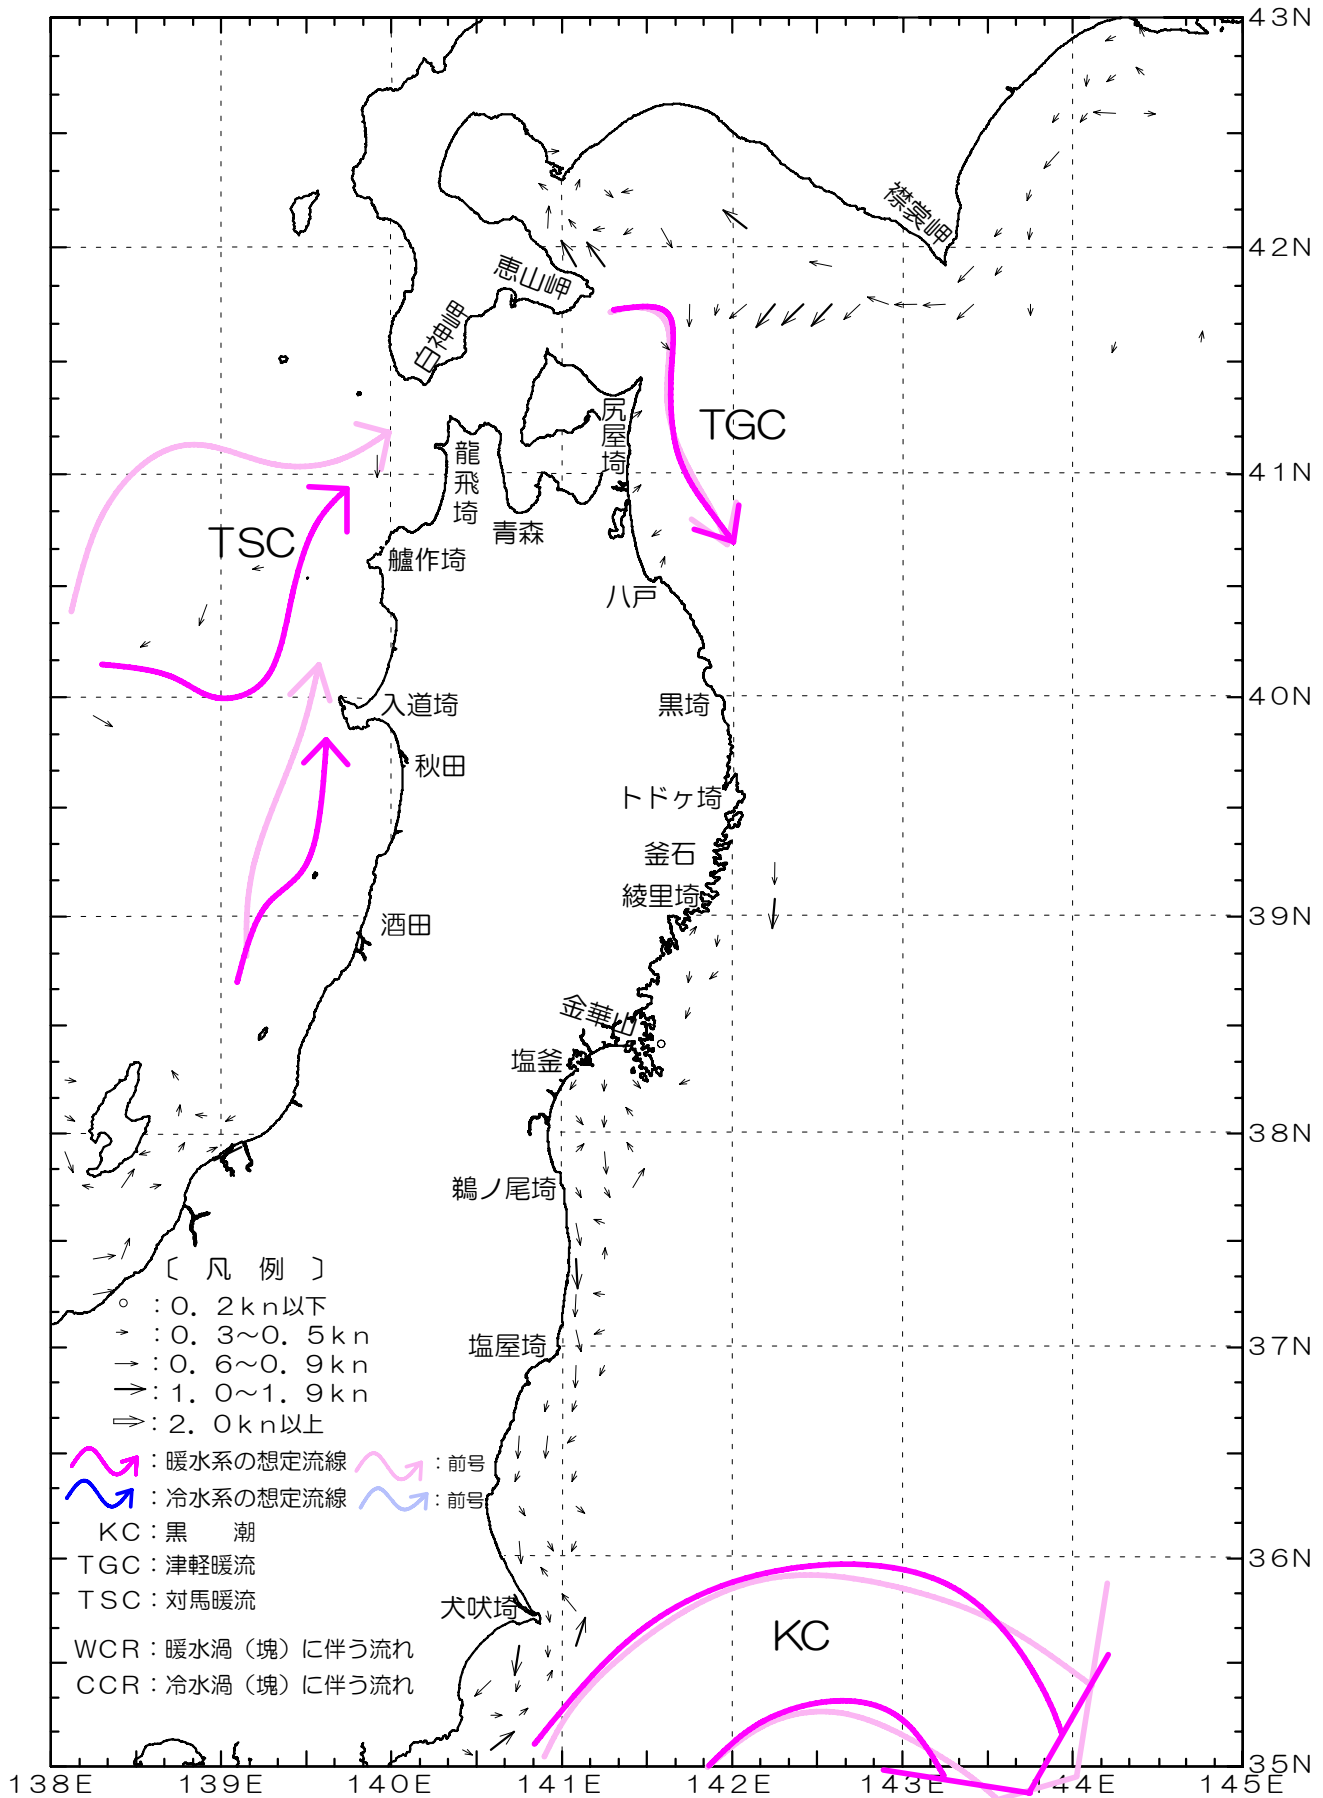 43N
襟裳岬
42N
恵山岬
白神岬
尻屋埼
TGC
龍飛埼
41N
青森
TSC
艫作埼
八戸
入道埼
黒埼
40N
秋田
トドヶ埼
釜石
綾里埼
39N
酒田
金華山
塩釜
38N
鵜ノ尾埼
〔 凡 例 〕
○:0.2kn以下
:0.3～0.5kn
塩屋埼
37N
:0.6～0.9kn
:1.0～1.9kn
:2.0kn以上
:暖水系の想定流線 :前号
:冷水系の想定流線 :前号
KC:黒 潮
TGC:津軽暖流
36N
TSC:対馬暖流
犬吠埼
KC
WCR:暖水渦(塊)に伴う流れ
CCR:冷水渦(塊)に伴う流れ
35N
138E 139E 140E 141E 142E 143E 144E 145E